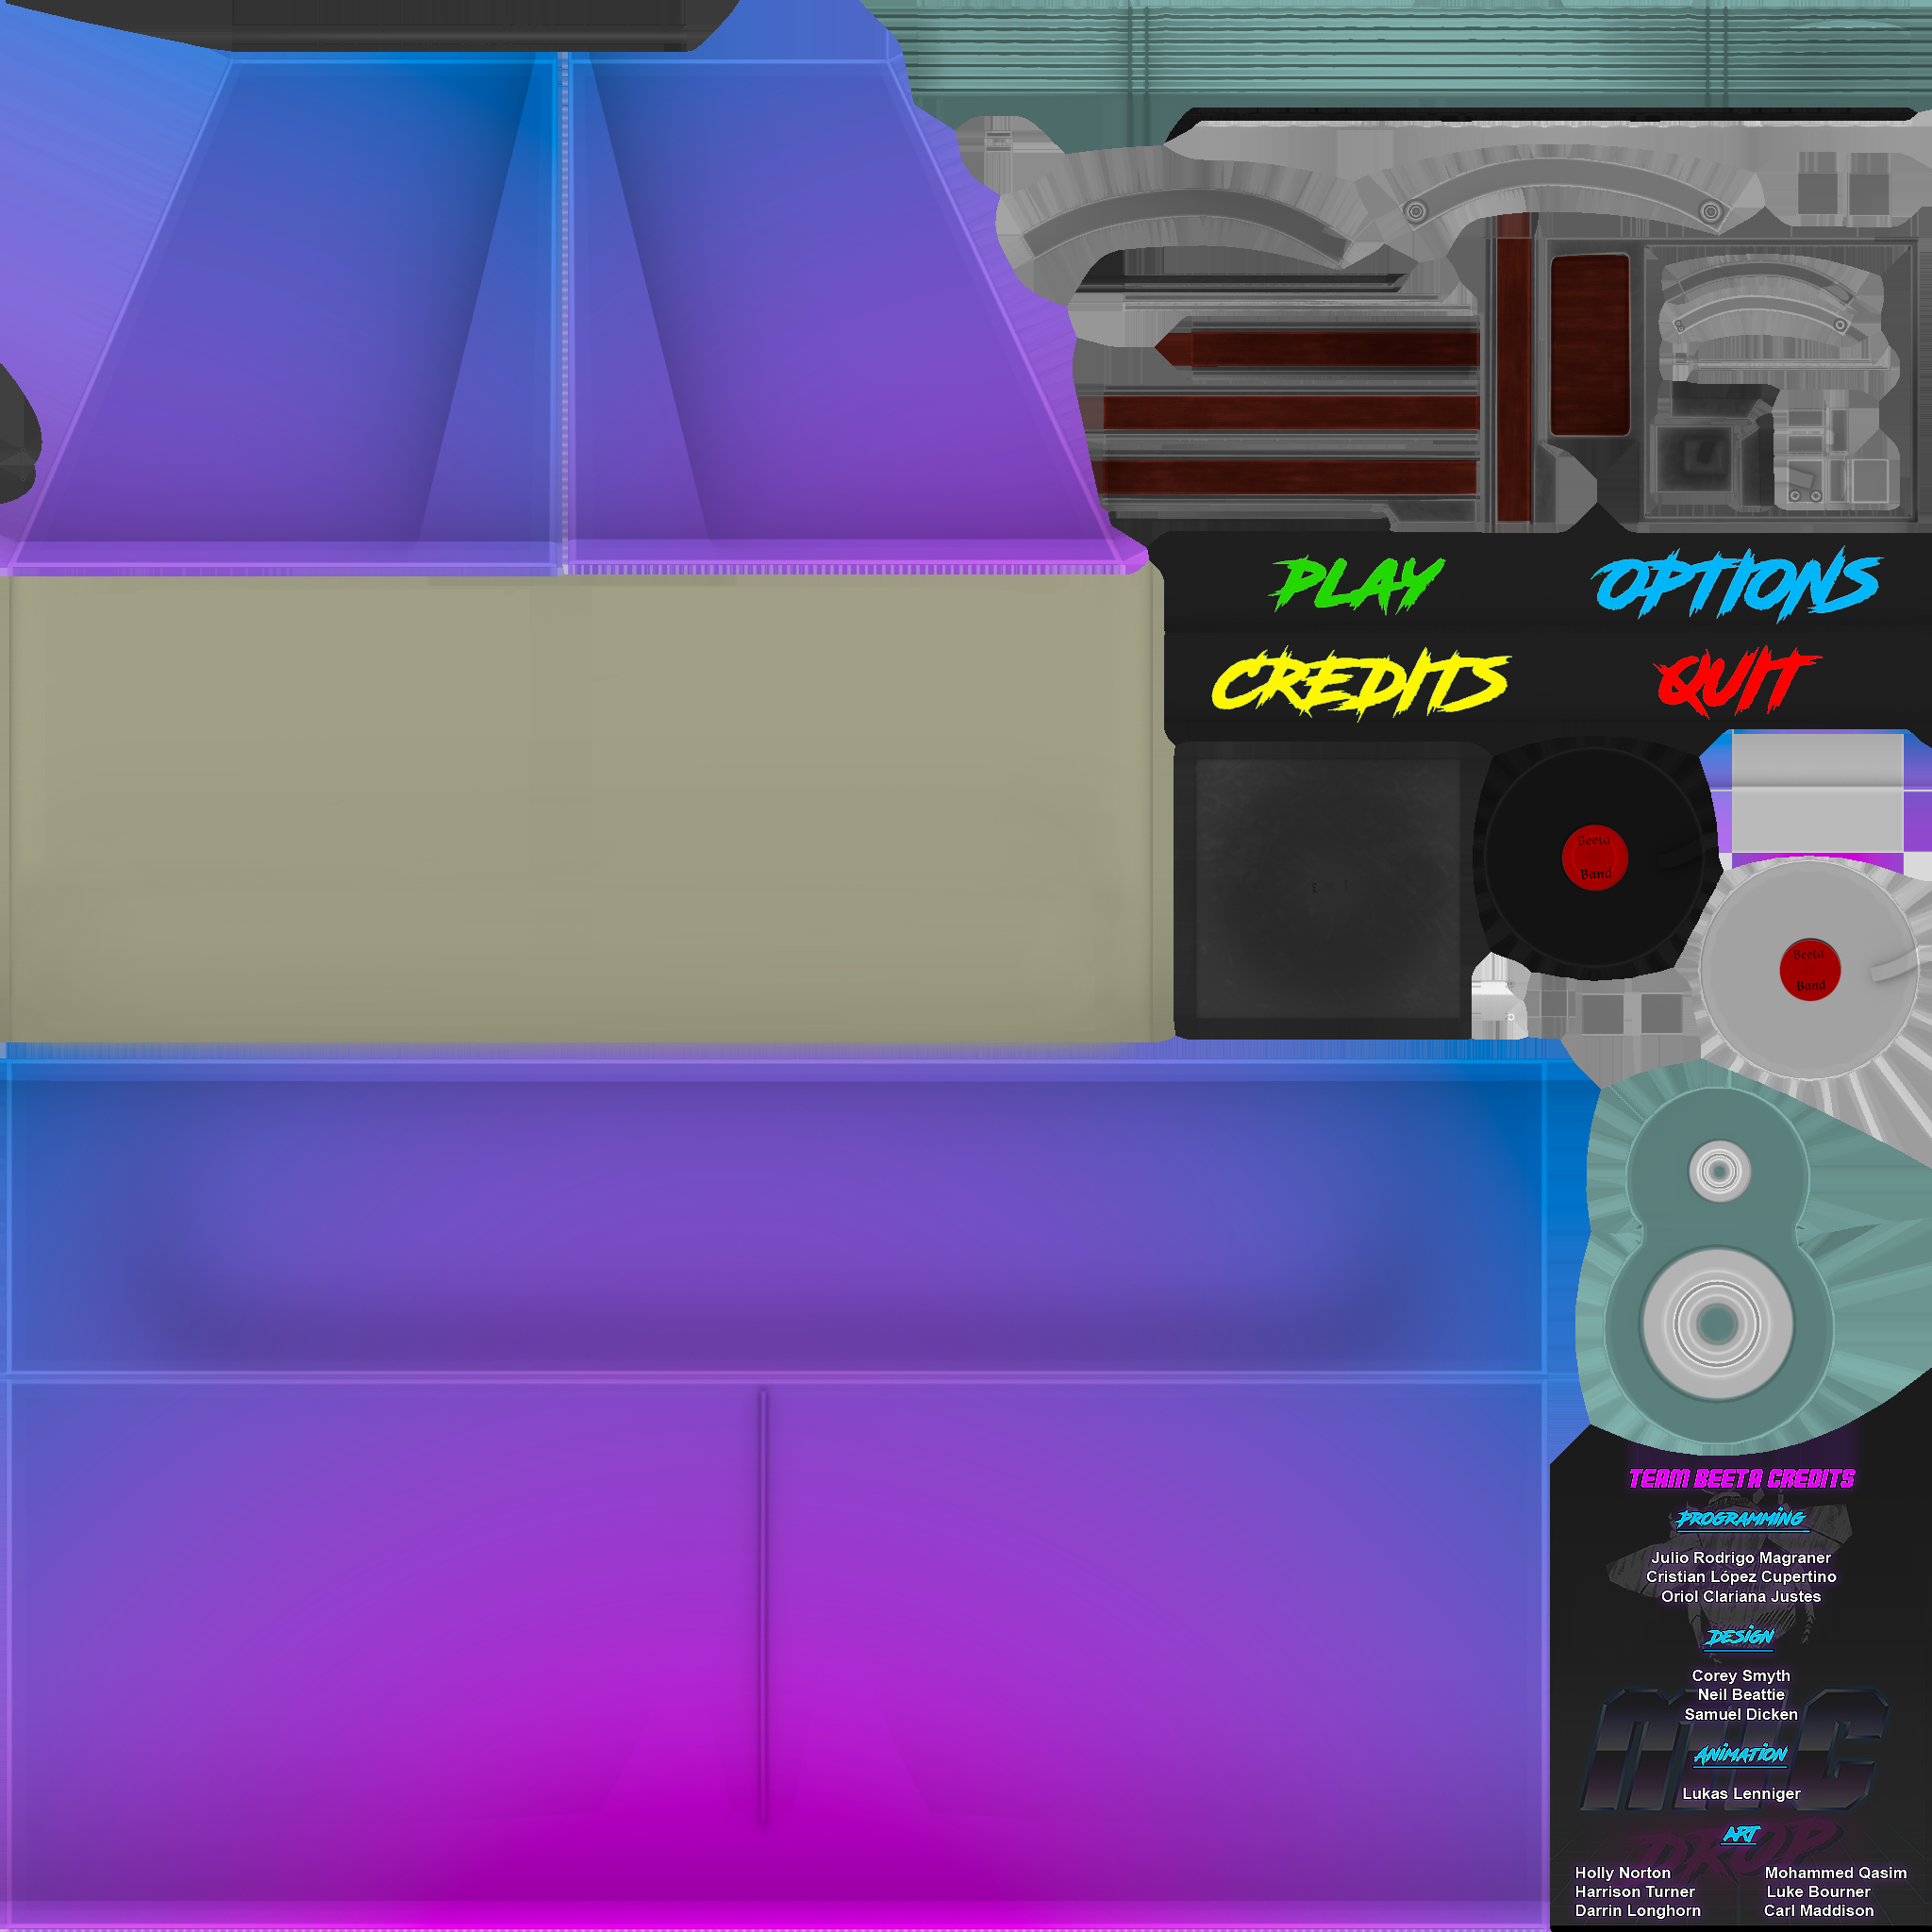 PLAY
OPTIONS
CREDITS
QUIT
Beeta
Band
Beeta
Band
TEAM BEETA CREDITS
PROGRAMMING
Julio Rodrigo Magraner
Cristian López Cupertino
Oriol Clariana Justes
DESIGN
Corey Smyth
Neil Beattie
Samuel Dicken
MIC
ANIMATION
Lukas Lenniger
DROP
ART
Holly Norton Mohammed Qasim
Harrison Turner Luke Bourner
Darrin Longhorn Carl Maddison